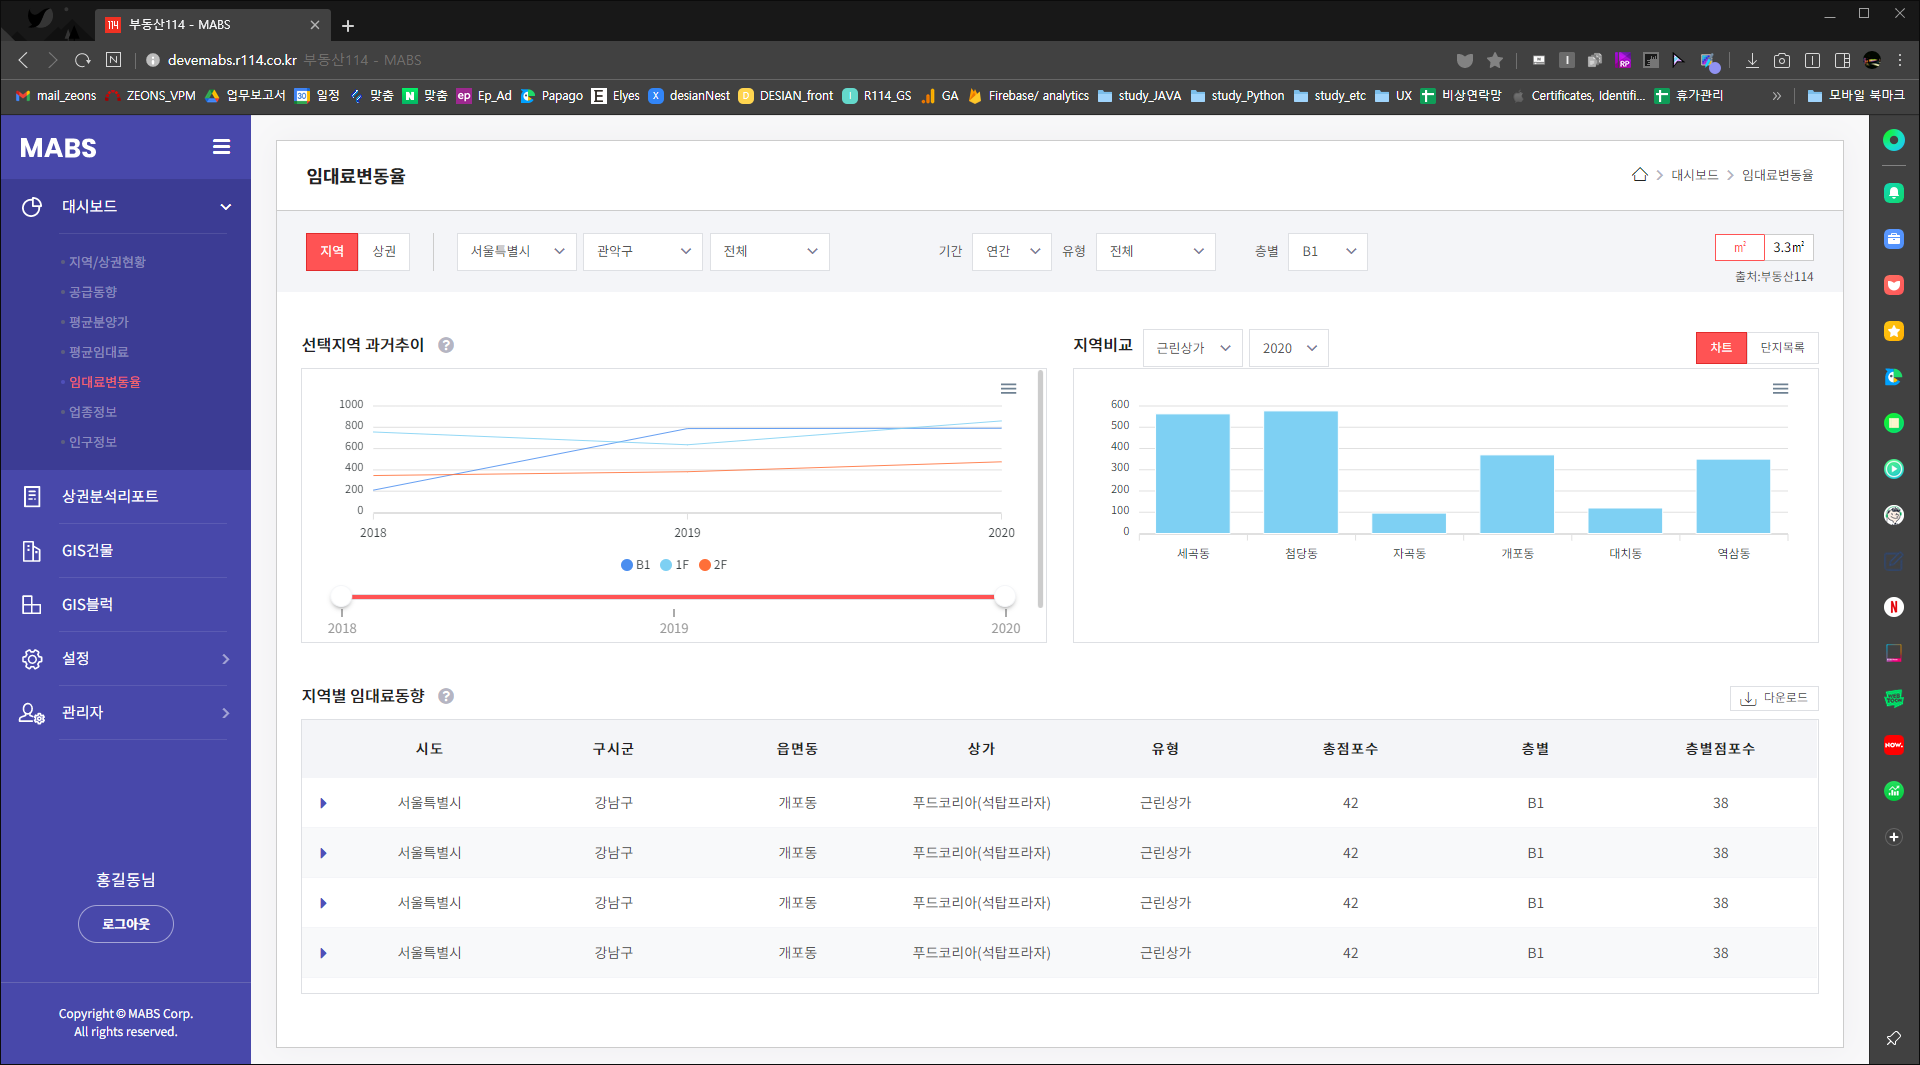 부동산114 - MABS
devemabs.r114.co.kr 부동산114 - MABS
mail_zeons ZEONS_VPM 업무보고서 일정 맞춤 맞춤 Ep_Ad Papago Elyes desianNest DESIAN_front R114_GS GA Firebase/ analytics study_JAVA study_Python study_etc UX 비상연락망 Certificates, Identifi... 휴가관리 » 모바일 북마크
MABS
대시보드
지역/상권현황
공급동향
평균분양가
평균임대료
임대료변동율
업종정보
인구정보
상권분석리포트
GIS건물
GIS블럭
설정
관리자
홍길동님
로그아웃
Copyright © MABS Corp.
All rights reserved.
임대료변동율
대시보드 임대료변동율
지역 상권 서울특별시 관악구 전체 기간 연간 유형 전체 층별 B1 ㎡ 3.3㎡
출처:부동산114
선택지역 과거추이 ?
1000
800
600
400
200
0
2018 2019 2020
B1 1F 2F
2018 2019 2020
지역비교 근린상가 2020 차트 단지목록
600
500
400
300
200
100
0
세곡동 첨당동 자곡동 개포동 대치동 역삼동
지역별 임대료동향 ? 다운로드
시도 구시군 읍면동 상가 유형 총점포수 층별 층별점포수
서울특별시 강남구 개포동 푸드코리아(석탑프라자) 근린상가 42 B1 38
서울특별시 강남구 개포동 푸드코리아(석탑프라자) 근린상가 42 B1 38
서울특별시 강남구 개포동 푸드코리아(석탑프라자) 근린상가 42 B1 38
서울특별시 강남구 개포동 푸드코리아(석탑프라자) 근린상가 42 B1 38